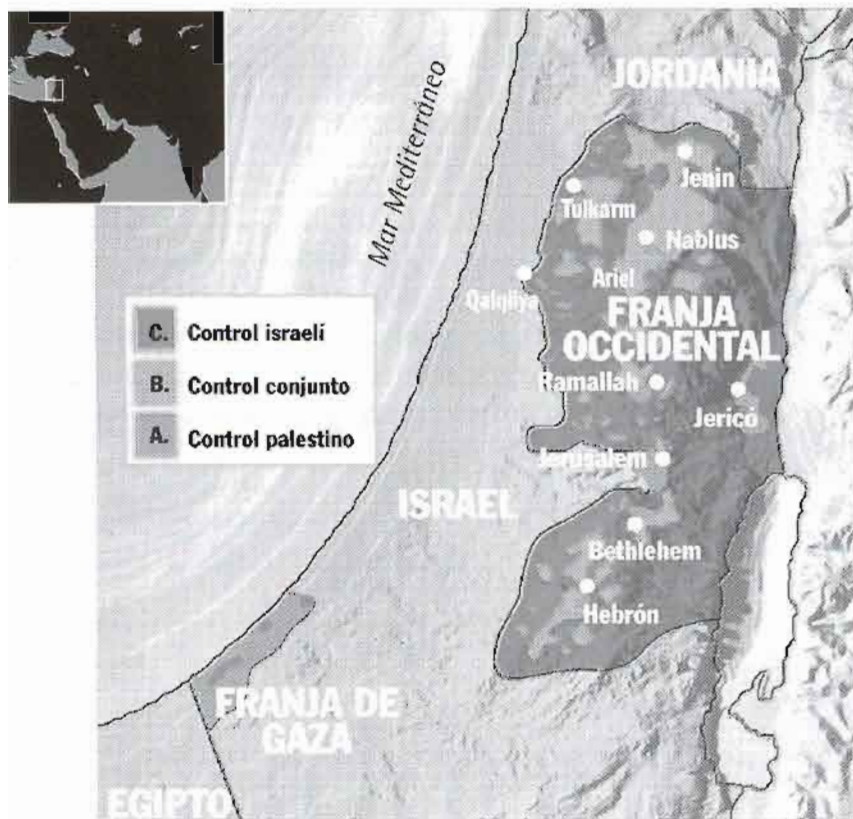 JORDANIA
Mar Mediterráneo
Jenin
Tulkarm
Nablus
Ariel
Qalqiliya
FRANJA
OCCIDENTAL
C. Control israelí
B. Control conjunto
A. Control palestino
Ramallah
Jericó
Jerusalem
ISRAEL
Bethlehem
Hebrón
FRANJA DE
GAZA
EGIPTO